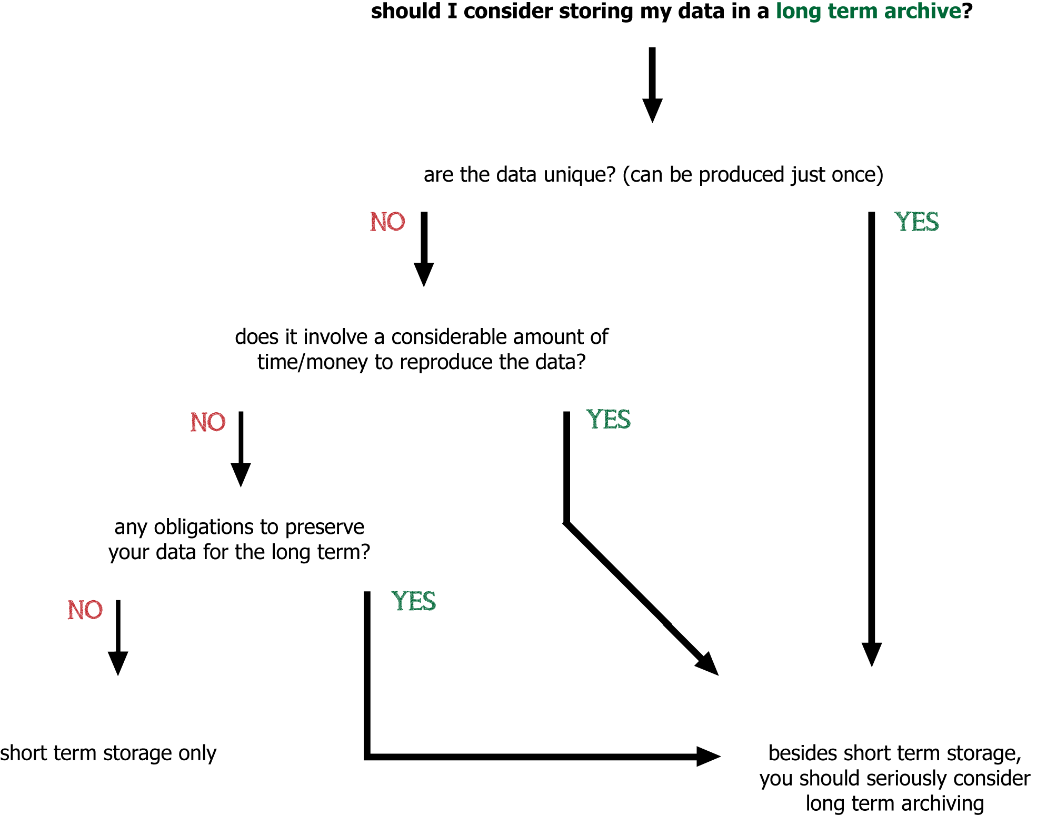 should I consider storing my data in a long term archive?
are the data unique? (can be produced just once)
NO
YES
does it involve a considerable amount of
time/money to reproduce the data?
NO
YES
any obligations to preserve
your data for the long term?
NO
YES
short term storage only
besides short term storage,
you should seriously consider
long term archiving